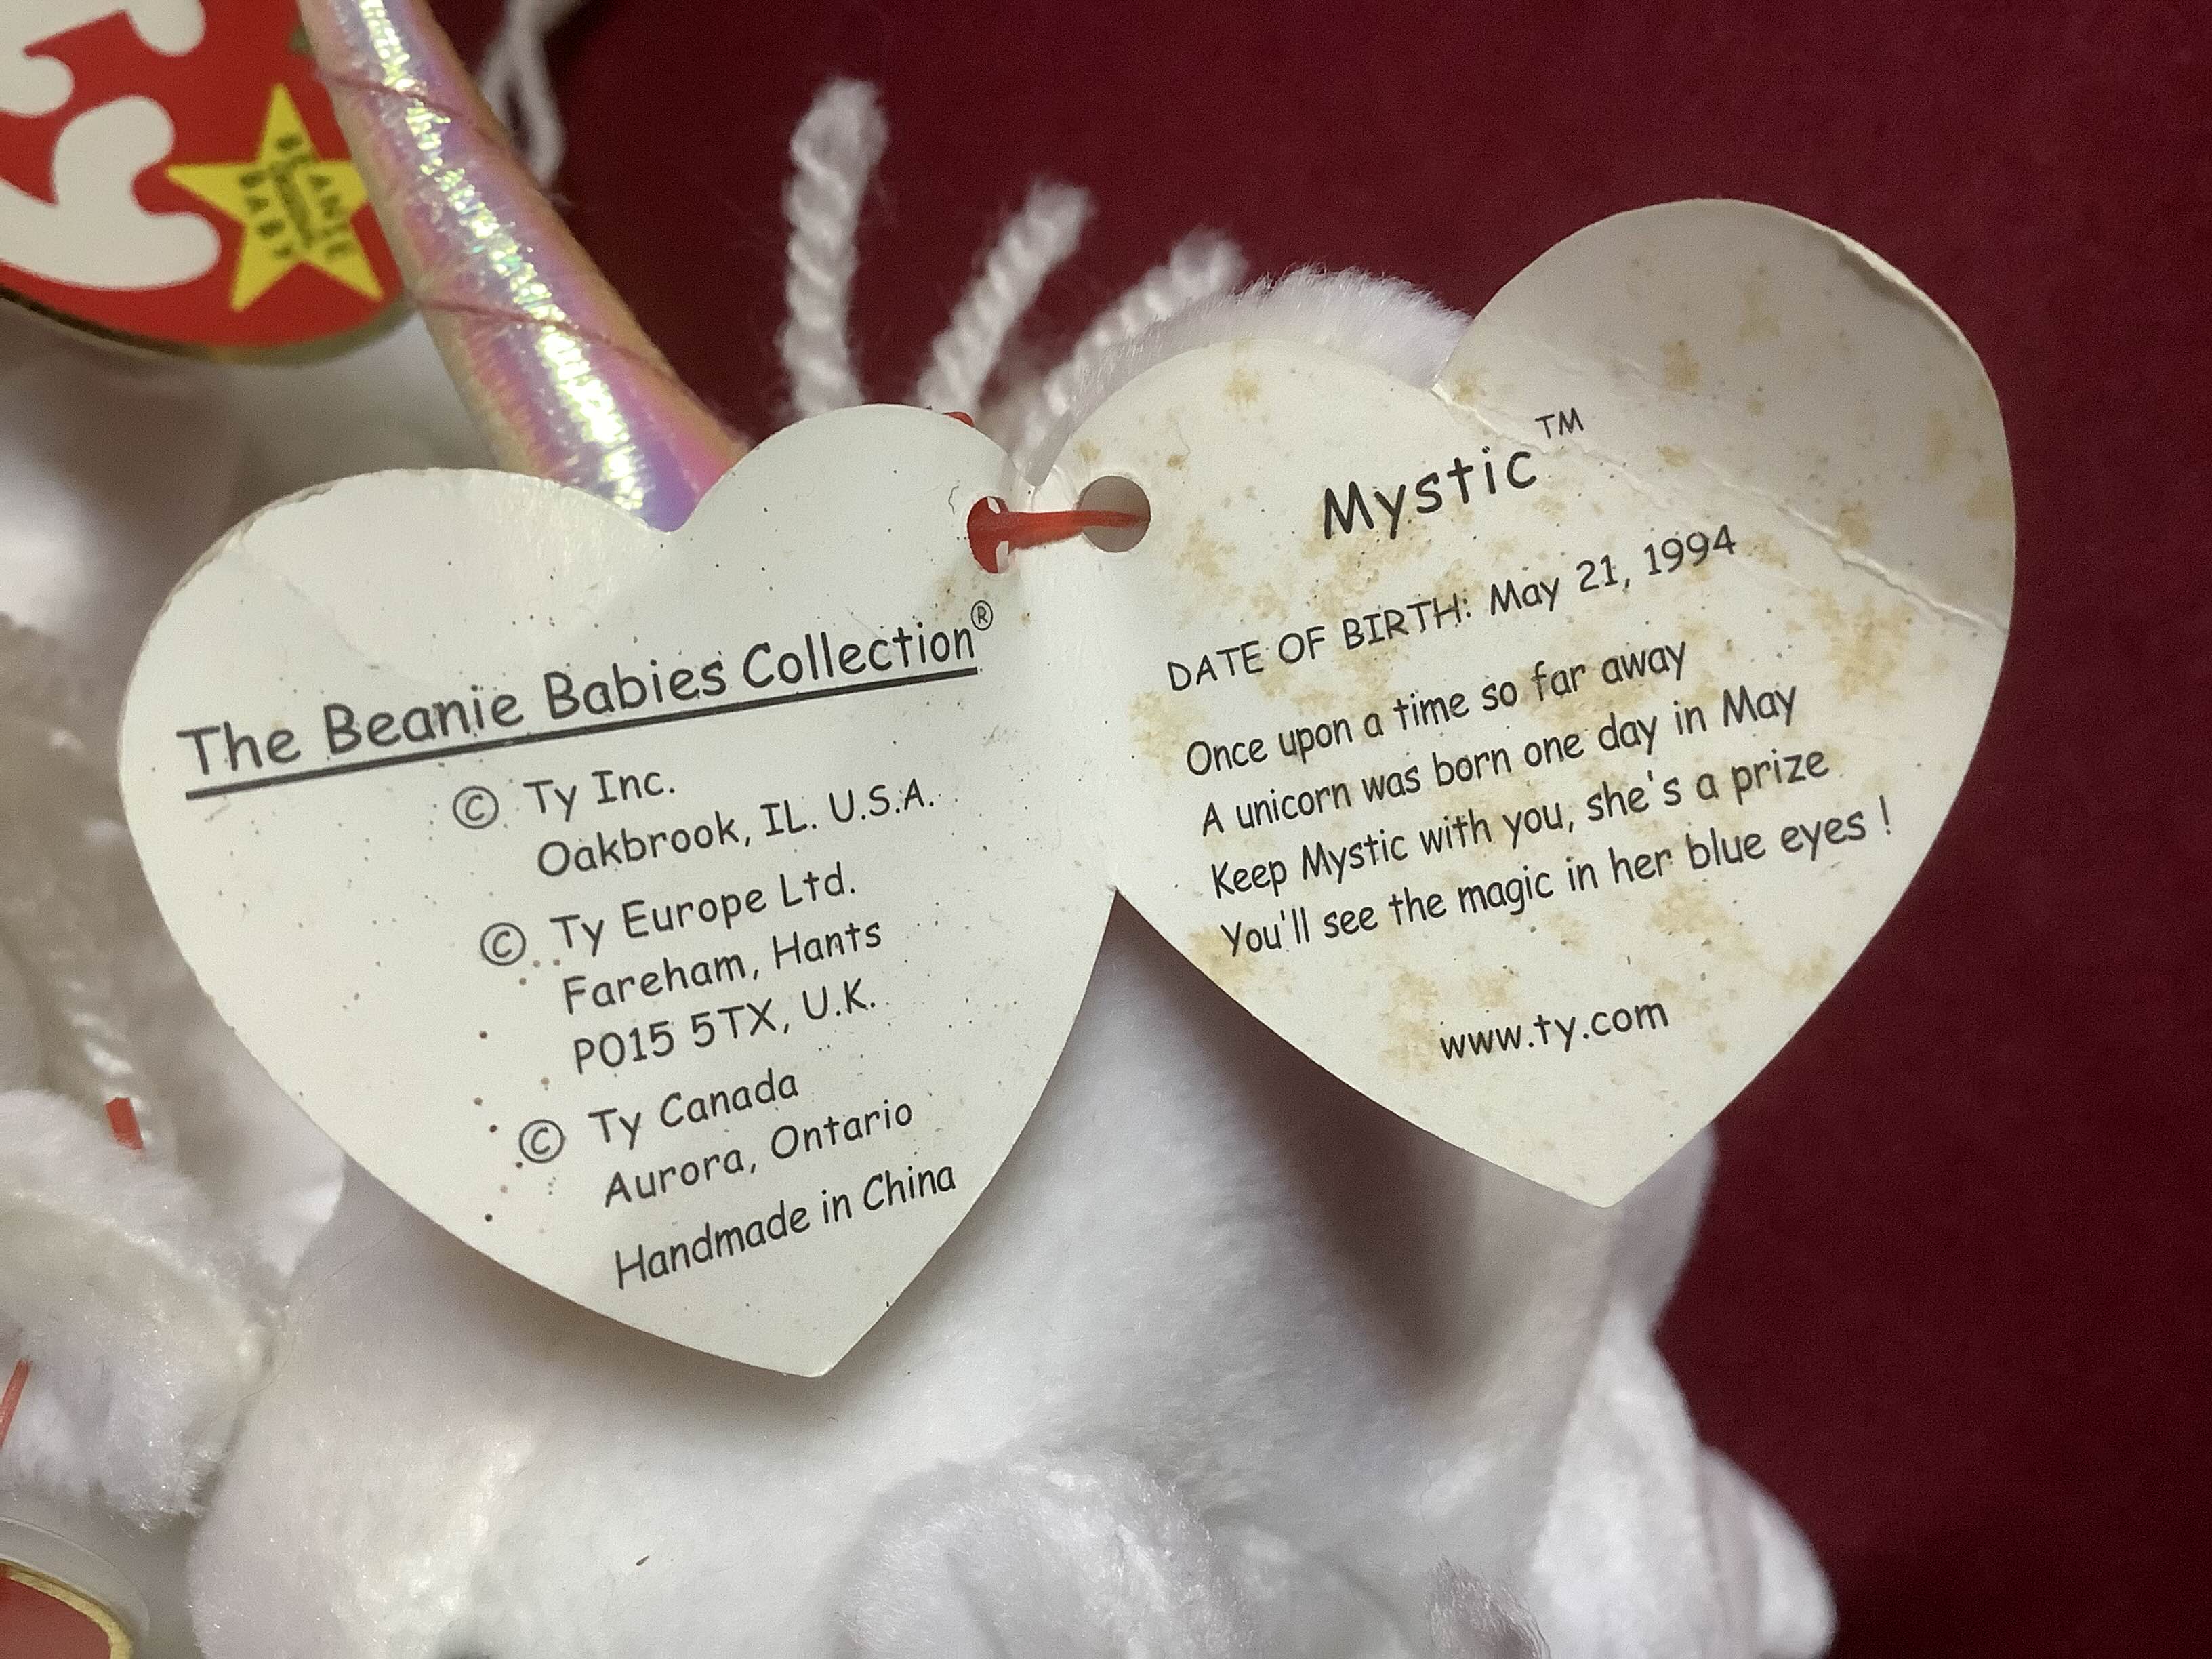 BEANIE
Original
BABY
The Beanie Babies Collection®
© Ty Inc.
Oakbrook, IL. U.S.A.
© Ty Europe Ltd.
Fareham, Hants
PO15 5TX, U.K.
© Ty Canada
Aurora, Ontario
Handmade in China
Mystic™
DATE OF BIRTH: May 21, 1994
Once upon a time so far away
A unicorn was born one day in May
Keep Mystic with you, she's a prize
You'll see the magic in her blue eyes !
www.ty.com